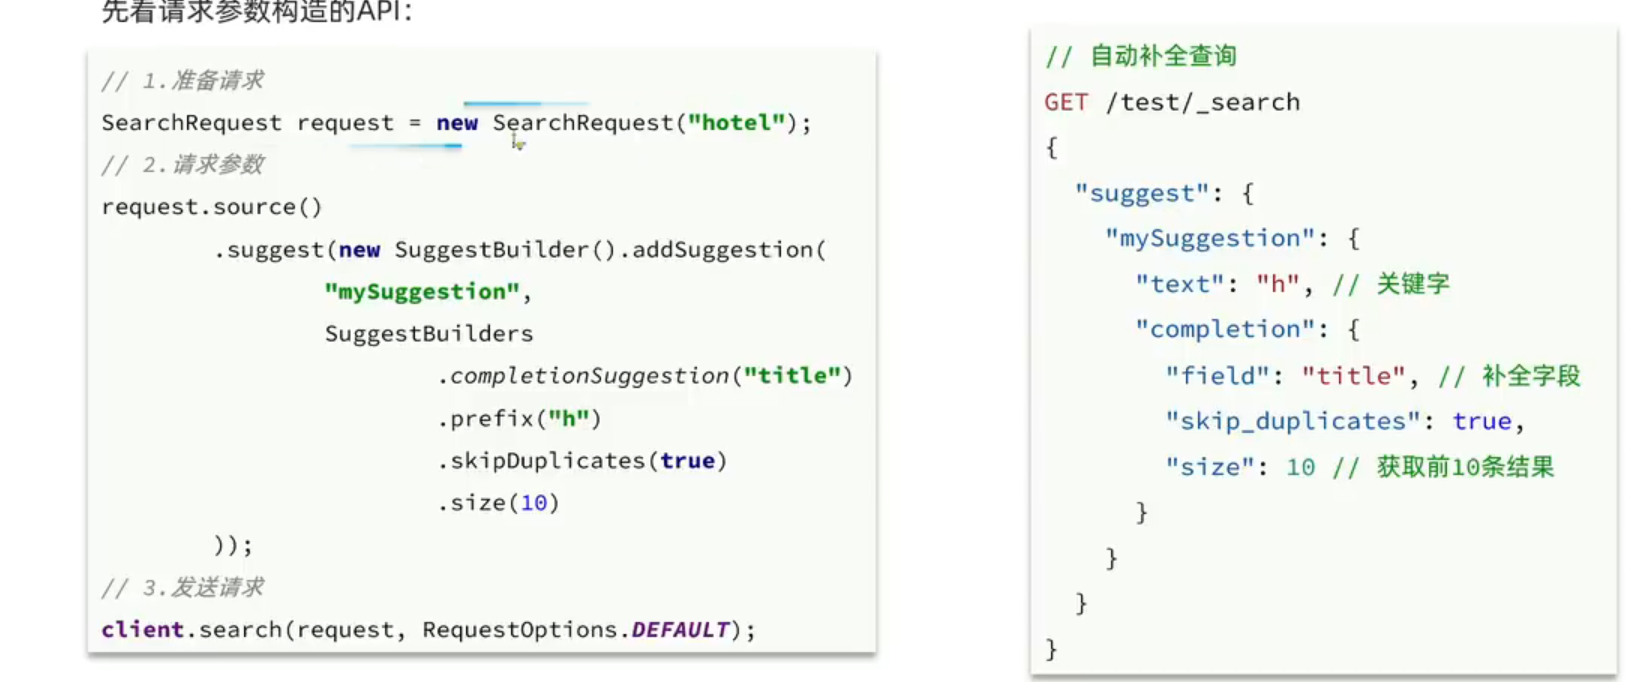 先看请求参数构造的API：
// 1.准备请求
SearchRequest request = new SearchRequest("hotel");
// 2.请求参数
request.source()
.suggest(new SuggestBuilder().addSuggestion(
"mySuggestion",
SuggestBuilders
.completionSuggestion("title")
.prefix("h")
.skipDuplicates(true)
.size(10)
));
// 3.发送请求
client.search(request, RequestOptions.DEFAULT);
// 自动补全查询
GET /test/_search
{
"suggest": {
"mySuggestion": {
"text": "h", // 关键字
"completion": {
"field": "title", // 补全字段
"skip_duplicates": true,
"size": 10 // 获取前10条结果
}
}
}
}